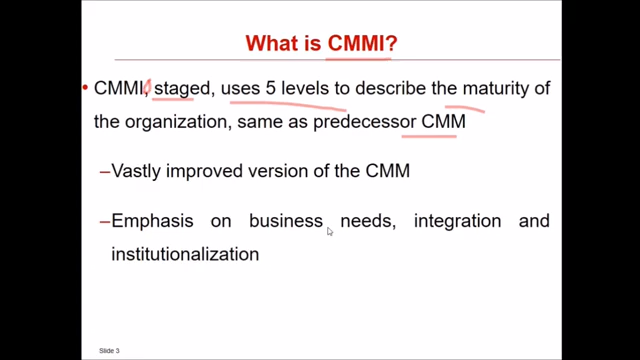 What is CMMI?
• CMMI, staged, uses 5 levels to describe the maturity of
the organization, same as predecessor CMM
–Vastly improved version of the CMM
–Emphasis on business needs, integration and
institutionalization
Slide 3